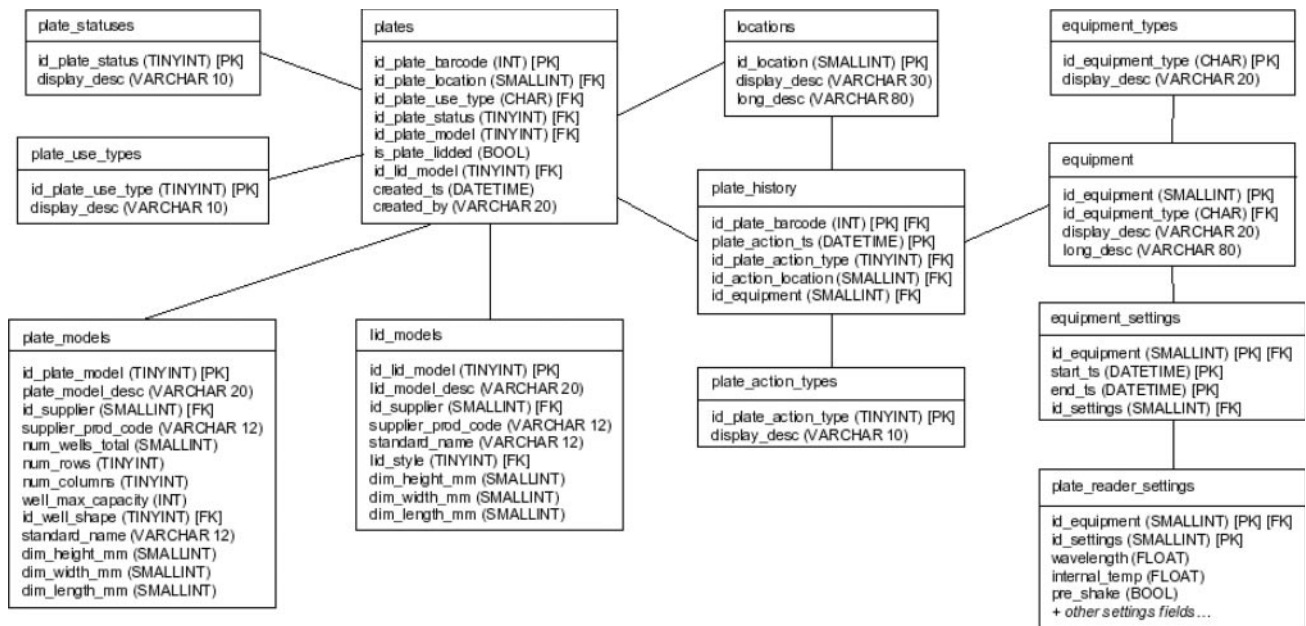 plate_statuses
id_plate_status (TINYINT) [PK]
display_desc (VARCHAR 10)
plate_use_types
id_plate_use_type (TINYINT) [PK]
display_desc (VARCHAR 10)
plates
id_plate_barcode (INT) [PK]
id_plate_location (SMALLINT) [FK]
id_plate_use_type (CHAR) [FK]
id_plate_status (TINYINT) [FK]
id_plate_model (TINYINT) [FK]
is_plate_lidded (BOOL)
id_lid_model (TINYINT) [FK]
created_ts (DATETIME)
created_by (VARCHAR 20)
locations
id_location (SMALLINT) [PK]
display_desc (VARCHAR 30)
long_desc (VARCHAR 80)
equipment_types
id_equipment_type (CHAR) [PK]
display_desc (VARCHAR 20)
plate_history
id_plate_barcode (INT) [PK] [FK]
plate_action_ts (DATETIME) [PK]
id_plate_action_type (TINYINT) [FK]
id_action_location (SMALLINT) [FK]
id_equipment (SMALLINT) [FK]
equipment
id_equipment (SMALLINT) [PK]
id_equipment_type (CHAR) [FK]
display_desc (VARCHAR 20)
long_desc (VARCHAR 80)
plate_models
id_plate_model (TINYINT) [PK]
plate_model_desc (VARCHAR 20)
id_supplier (SMALLINT) [FK]
supplier_prod_code (VARCHAR 12)
num_wells_total (SMALLINT)
num_rows (TINYINT)
num_columns (TINYINT)
well_max_capacity (INT)
id_well_shape (TINYINT) [FK]
standard_name (VARCHAR 12)
dim_height_mm (SMALLINT)
dim_width_mm (SMALLINT)
dim_length_mm (SMALLINT)
lid_models
id_lid_model (TINYINT) [PK]
lid_model_desc (VARCHAR 20)
id_supplier (SMALLINT) [FK]
supplier_prod_code (VARCHAR 12)
standard_name (VARCHAR 12)
lid_style (TINYINT) [FK]
dim_height_mm (SMALLINT)
dim_width_mm (SMALLINT)
dim_length_mm (SMALLINT)
plate_action_types
id_plate_action_type (TINYINT) [PK]
display_desc (VARCHAR 10)
equipment_settings
id_equipment (SMALLINT) [PK] [FK]
start_ts (DATETIME) [PK]
end_ts (DATETIME) [PK]
id_settings (SMALLINT) [FK]
plate_reader_settings
id_equipment (SMALLINT) [PK] [FK]
id_settings (SMALLINT) [PK]
wavelength (FLOAT)
internal_temp (FLOAT)
pre_shake (BOOL)
+ other settings fields...